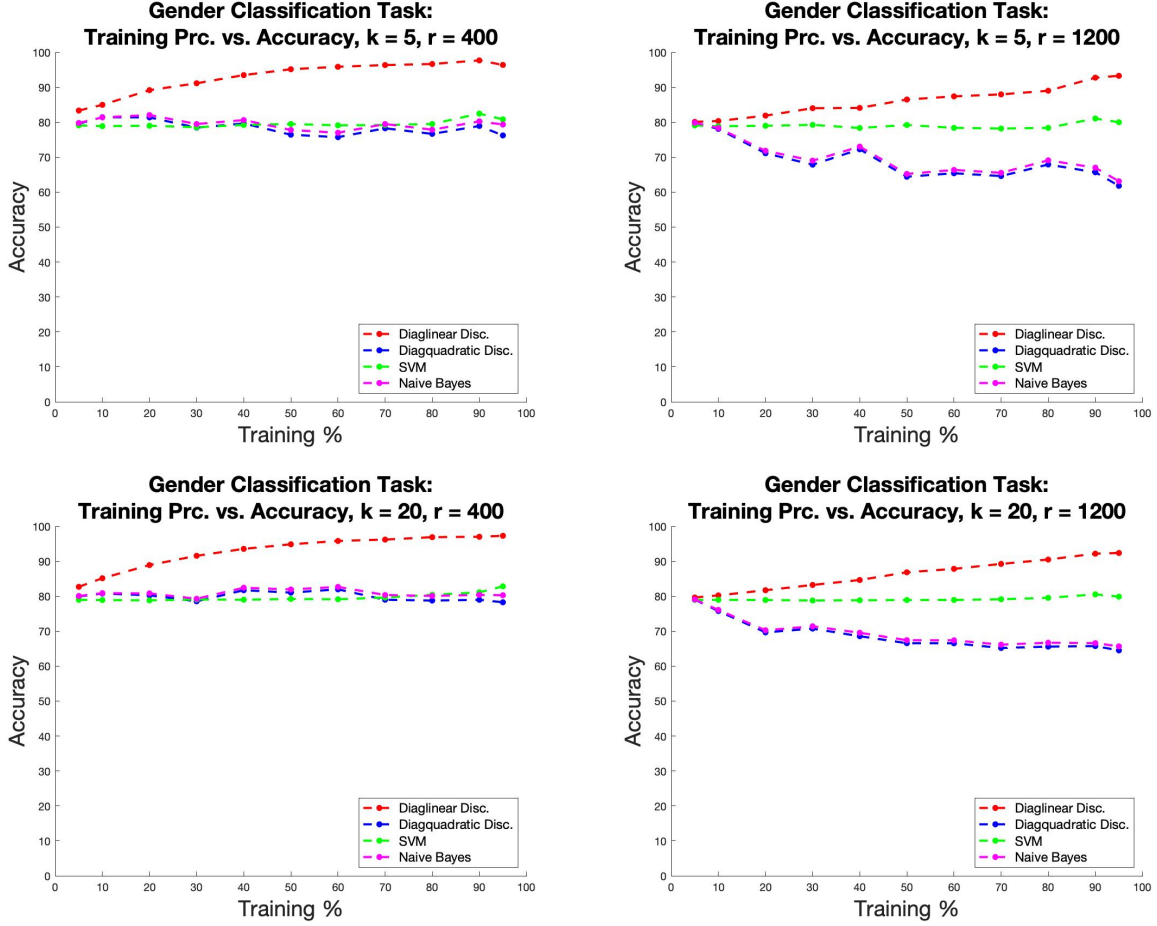 Gender Classification Task:
Training Prc. vs. Accuracy, k = 5, r = 400
100
90
80
70
60
50
40
30
20
10
0
Accuracy
Diaglinear Disc.
Diagquadratic Disc.
SVM
Naive Bayes
0 10 20 30 40 50 60 70 80 90 100
Training %
Gender Classification Task:
Training Prc. vs. Accuracy, k = 5, r = 1200
100
90
80
70
60
50
40
30
20
10
0
Accuracy
Diaglinear Disc.
Diagquadratic Disc.
SVM
Naive Bayes
0 10 20 30 40 50 60 70 80 90 100
Training %
Gender Classification Task:
Training Prc. vs. Accuracy, k = 20, r = 400
100
90
80
70
60
50
40
30
20
10
0
Accuracy
Diaglinear Disc.
Diagquadratic Disc.
SVM
Naive Bayes
0 10 20 30 40 50 60 70 80 90 100
Training %
Gender Classification Task:
Training Prc. vs. Accuracy, k = 20, r = 1200
100
90
80
70
60
50
40
30
20
10
0
Accuracy
Diaglinear Disc.
Diagquadratic Disc.
SVM
Naive Bayes
0 10 20 30 40 50 60 70 80 90 100
Training %